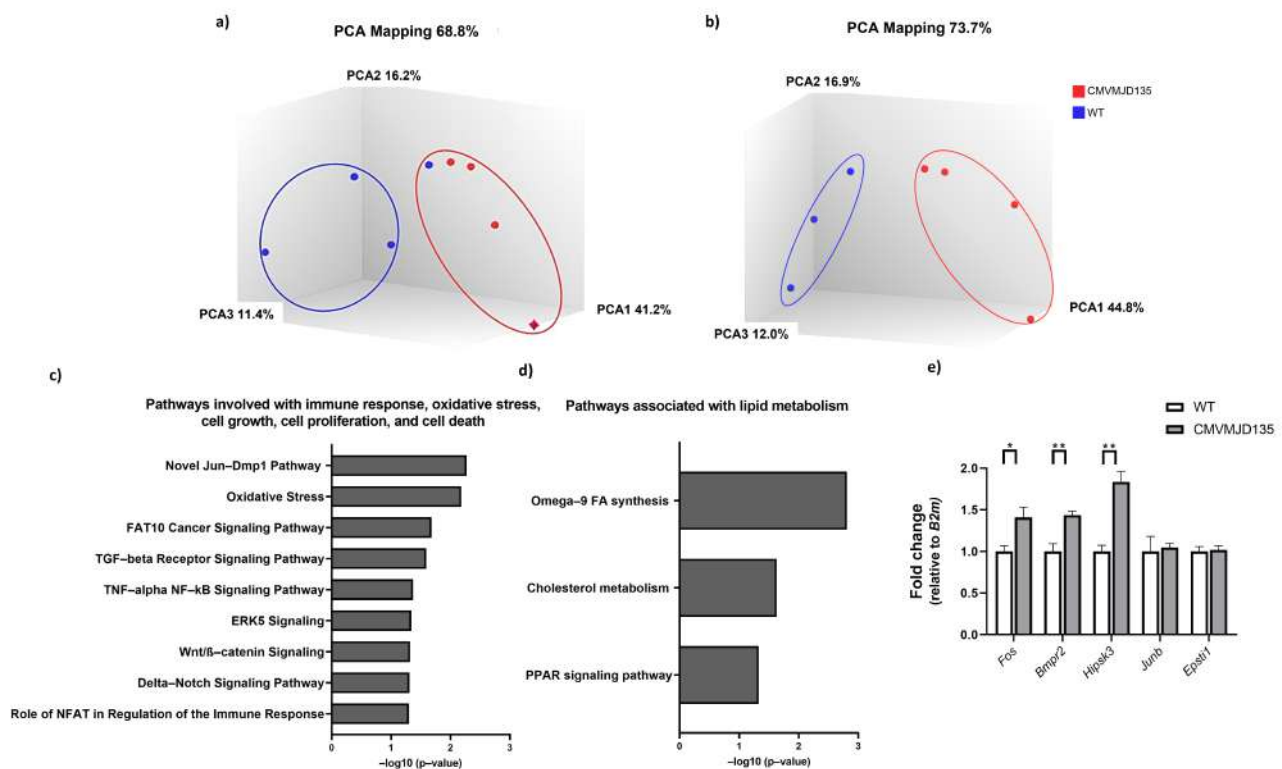 a)
PCA Mapping 68.8%
PCA2 16.2%
PCA3 11.4%
PCA1 41.2%
b)
PCA Mapping 73.7%
PCA2 16.9%
PCA3 12.0%
PCA1 44.8%
CMVMJD135
WT
c)
Pathways involved with immune response, oxidative stress,
cell growth, cell proliferation, and cell death
Novel Jun–Dmp1 Pathway
Oxidative Stress
FAT10 Cancer Signaling Pathway
TGF–beta Receptor Signaling Pathway
TNF–alpha NF–kB Signaling Pathway
ERK5 Signaling
Wnt/ß–catenin Signaling
Delta–Notch Signaling Pathway
Role of NFAT in Regulation of the Immune Response
0 1 2 3
–log10 (p–value)
d)
Pathways associated with lipid metabolism
Omega–9 FA synthesis
Cholesterol metabolism
PPAR signaling pathway
0 1 2 3
–log10 (p–value)
e)
WT
CMVMJD135
* ** **
Fold change
(relative to B2m)
2.0
1.5
1.0
0.5
0.0
Fos
Bmpr2
Hipsk3
Junb
Epsti1